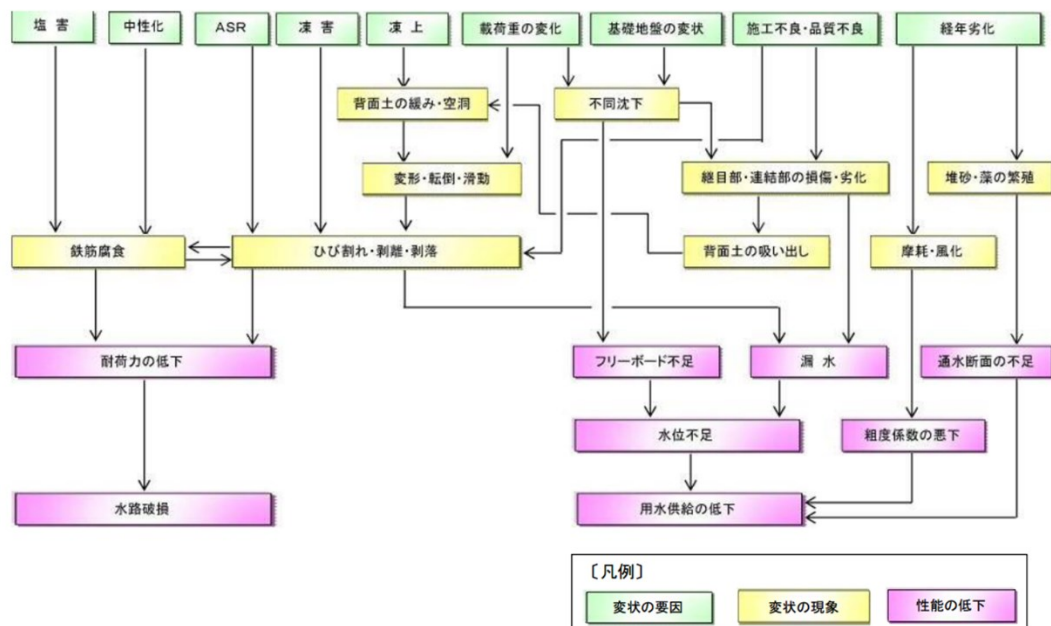 塩 害
中性化
ASR
凍 害
凍 上
載荷重の変化
基礎地盤の変状
施工不良・品質不良
経年劣化
背面土の緩み・空洞
不同沈下
変形・転倒・滑動
継目部・連結部の損傷・劣化
堆砂・藻の繁殖
鉄筋腐食
ひび割れ・剥離・剥落
背面土の吸い出し
摩耗・風化
耐荷力の低下
フリーボード不足
漏 水
通水断面の不足
水位不足
粗度係数の悪下
水路破損
用水供給の低下
〔凡例〕
変状の要因
変状の現象
性能の低下